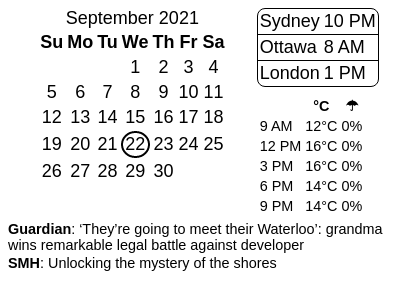 September 2021
Su Mo Tu We Th Fr Sa
1 2 3 4
5 6 7 8 9 10 11
12 13 14 15 16 17 18
19 20 21 22 23 24 25
26 27 28 29 30
Sydney 10 PM
Ottawa 8 AM
London 1 PM
°C ☂
9 AM 12°C 0%
12 PM 16°C 0%
3 PM 16°C 0%
6 PM 14°C 0%
9 PM 14°C 0%
Guardian: ‘They’re going to meet their Waterloo’: grandma
wins remarkable legal battle against developer
SMH: Unlocking the mystery of the shores